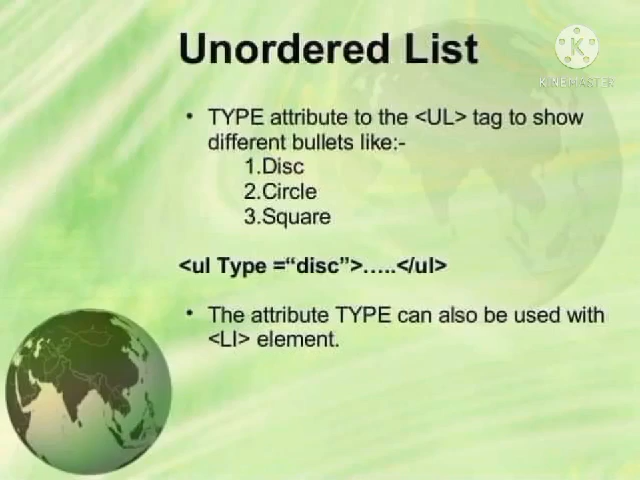 Unordered List
KINEMASTER
• TYPE attribute to the <UL> tag to show
different bullets like:-
1.Disc
2.Circle
3.Square
<ul Type =“disc”>…..</ul>
• The attribute TYPE can also be used with
<LI> element.